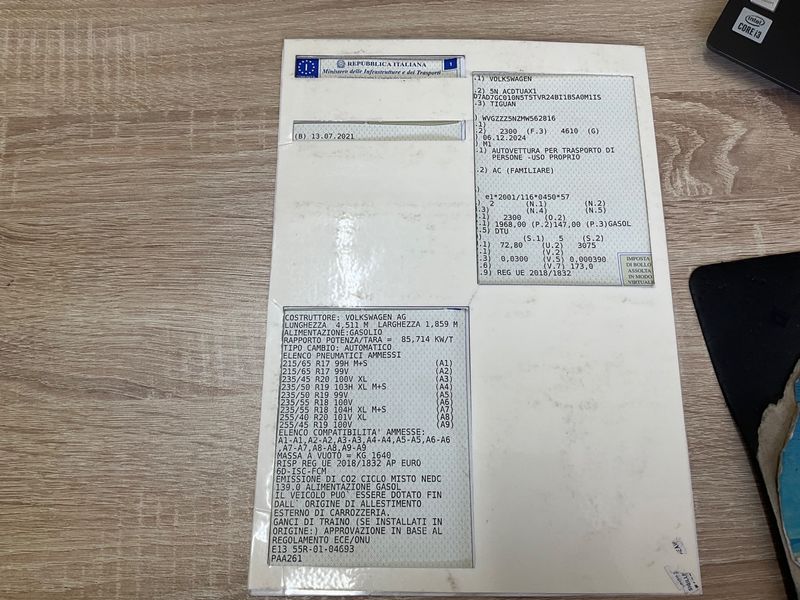 REPUBBLICA ITALIANA
Ministero delle Infrastrutture e dei Trasporti
I
1
(B) 13.07.2021
.1) VOLKSWAGEN
.2) 5N ACDTUAX1
D7AD7GC010N5T5TVR24BI1BSA0M1IS
.3) TIGUAN
) WVGZZZ5NZMW562816
.1)
.2) 2300 (F.3) 4610 (G)
) 06.12.2024
) M1
.1) AUTOVETTURA PER TRASPORTO DI
PERSONE -USO PROPRIO
.2) AC (FAMILIARE)
)
e1*2001/116*0450*57
) 2 (N.1) (N.2)
.3) (N.4) (N.5)
.1) 2300 (O.2)
.1) 1968,00 (P.2)147,00 (P.3)GASOL
.5) DTU
) (S.1) 5 (S.2)
.1) 72,80 (U.2) 3075
.1) (V.2)
.3) 0,0300 (V.5) 0,000390
.6) (V.7) 173,0
.9) REG UE 2018/1832
IMPOSTA
DI BOLLO
ASSOLTA
IN MODO
VIRTUALE
COSTRUTTORE: VOLKSWAGEN AG
LUNGHEZZA 4,511 M LARGHEZZA 1,859 M
ALIMENTAZIONE:GASOLIO
RAPPORTO POTENZA/TARA = 85,714 KW/T
TIPO CAMBIO: AUTOMATICO
ELENCO PNEUMATICI AMMESSI
215/65 R17 99H M+S (A1)
215/65 R17 99V (A2)
235/45 R20 100V XL (A3)
235/50 R19 103H XL M+S (A4)
235/50 R19 99V (A5)
235/55 R18 100V (A6)
235/55 R18 104H XL M+S (A7)
255/40 R20 101V XL (A8)
255/45 R19 100V (A9)
ELENCO COMPATIBILITA' AMMESSE:
A1-A1,A2-A2,A3-A3,A4-A4,A5-A5,A6-A6
,A7-A7,A8-A8,A9-A9
MASSA A VUOTO = KG 1640
RISP REG UE 2018/1832 AP EURO
6D-ISC-FCM
EMISSIONE DI CO2 CICLO MISTO NEDC
139.0 ALIMENTAZIONE GASOL
IL VEICOLO PUO` ESSERE DOTATO FIN
DALL` ORIGINE DI ALLESTIMENTO
ESTERNO DI CARROZZERIA.
GANCI DI TRAINO (SE INSTALLATI IN
ORIGINE:) APPROVAZIONE IN BASE AL
REGOLAMENTO ECE/ONU
E13 55R-01-04693
PAA261
intel
CORE i3